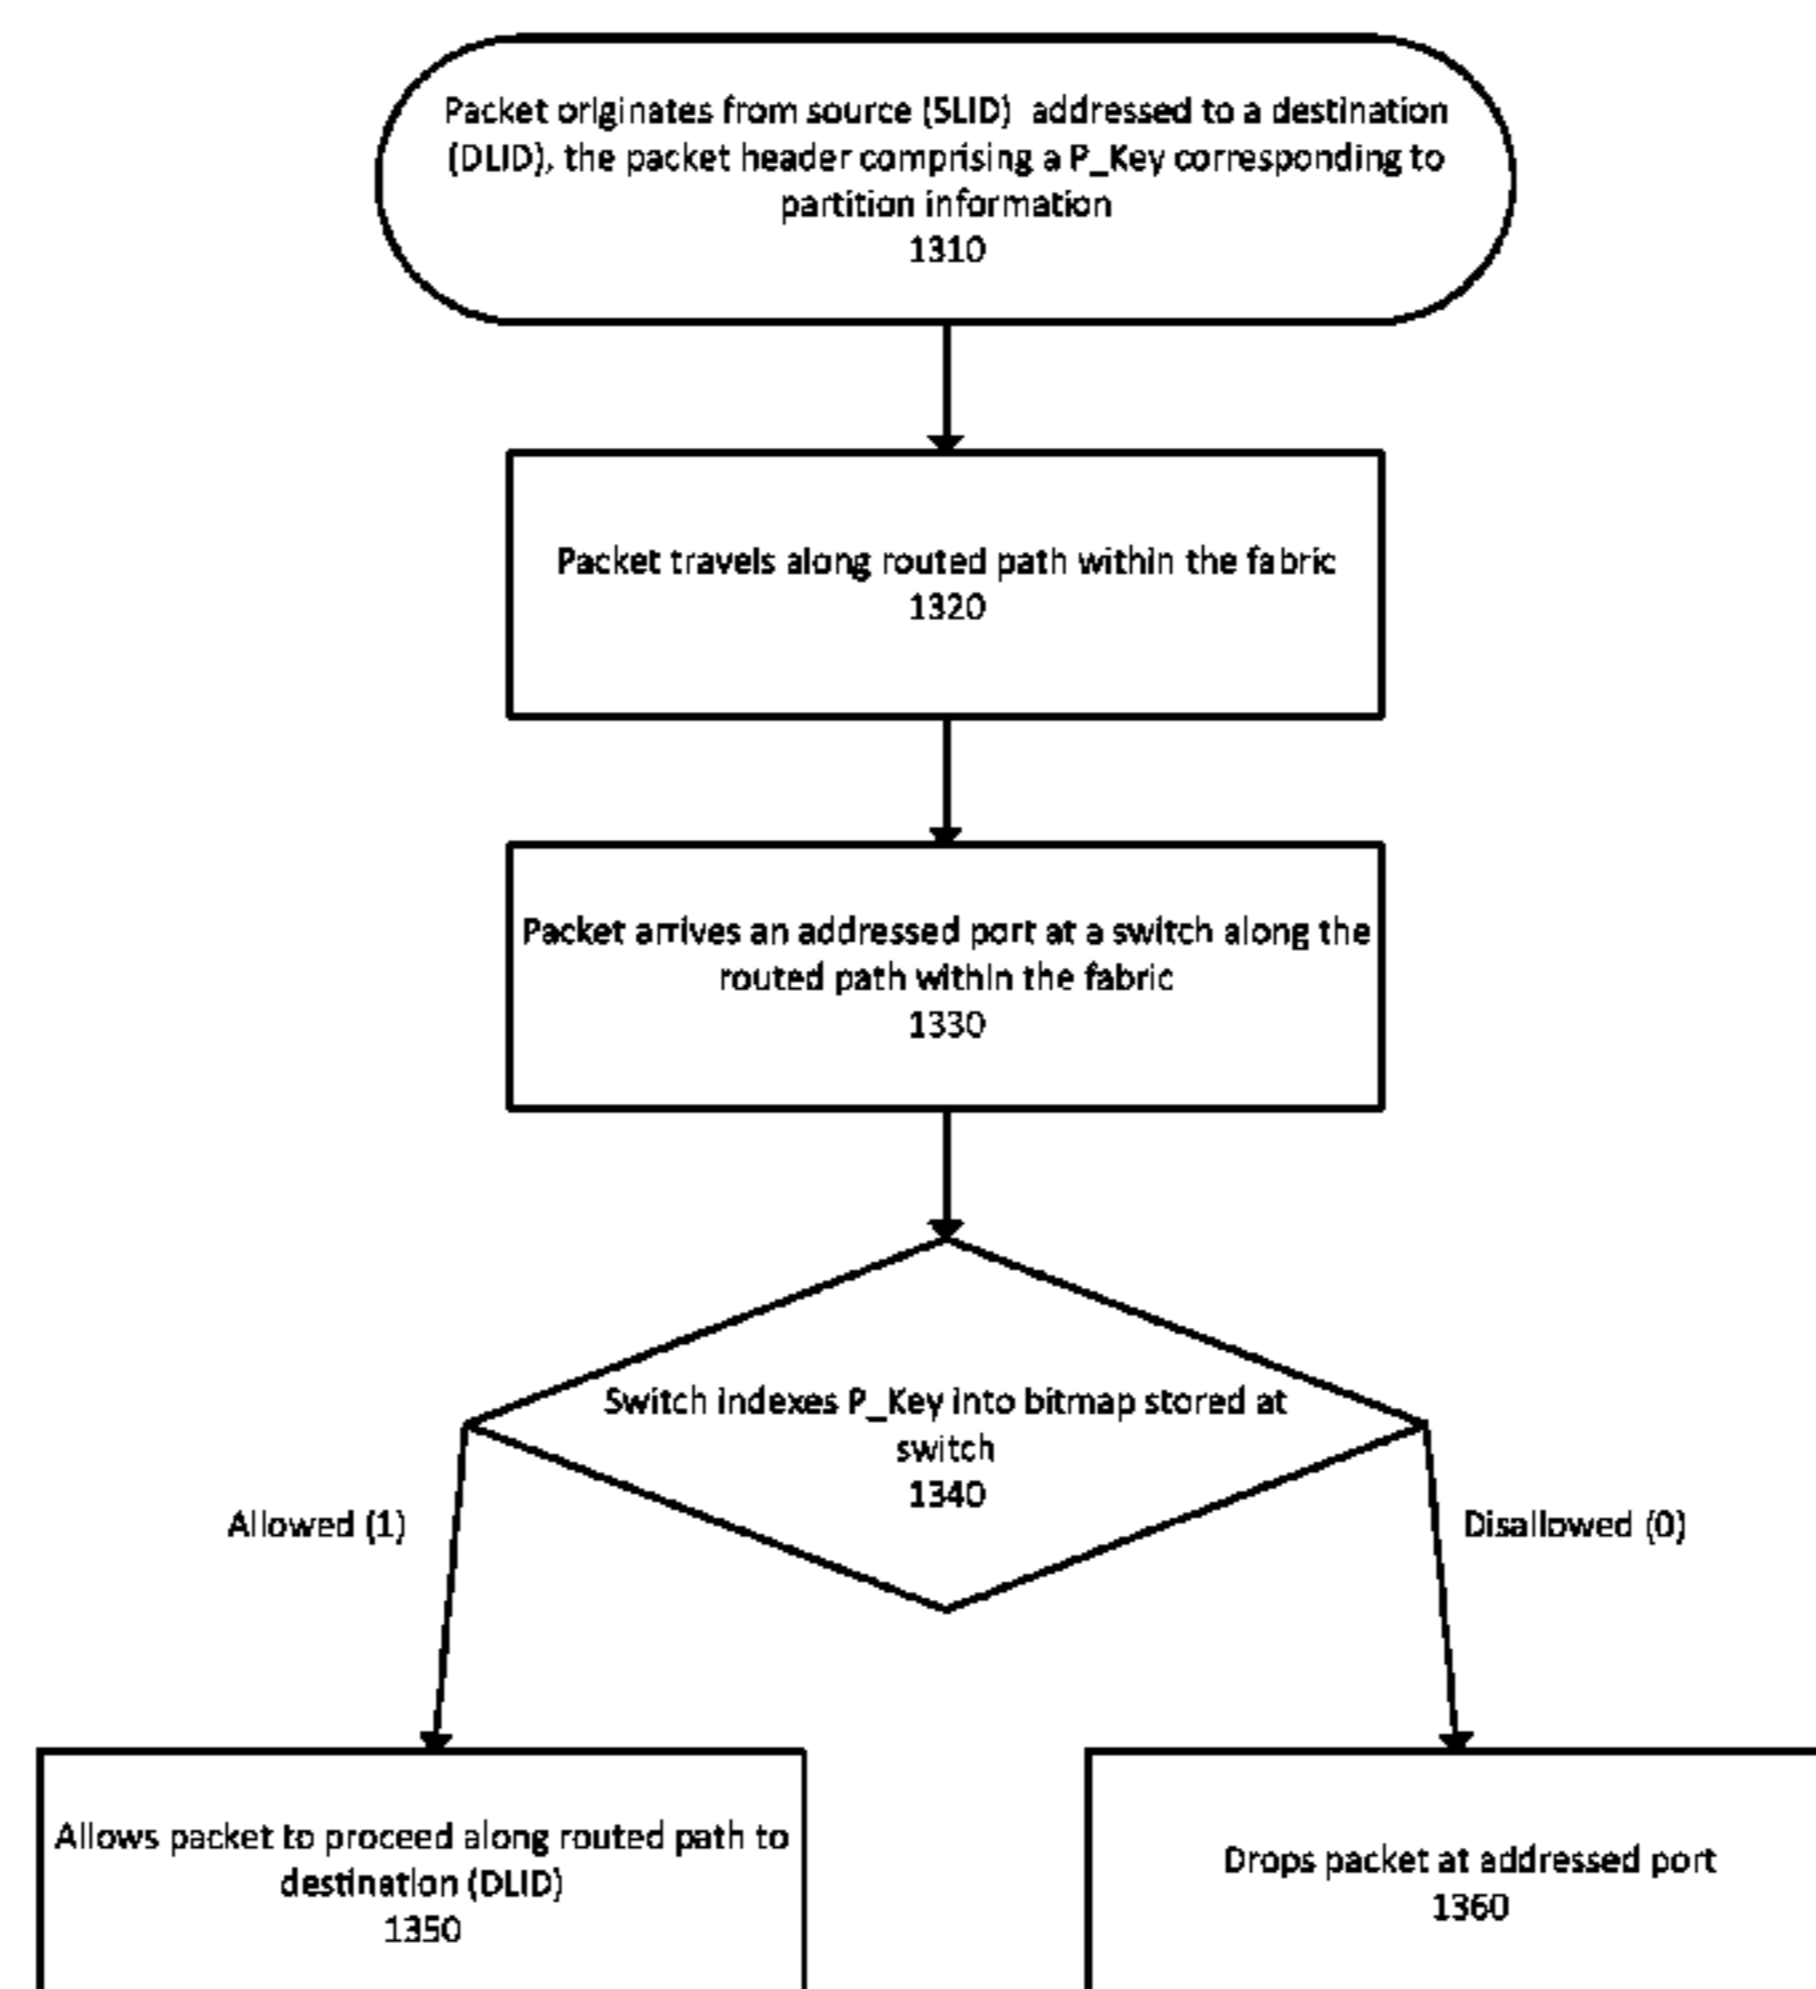 Packet originates from source (SLID) addressed to a destination
(DLID), the packet header comprising a P_Key corresponding to
partition information
1310
Packet travels along routed path within the fabric
1320
Packet arrives an addressed port at a switch along the
routed path within the fabric
1330
Switch indexes P_Key into bitmap stored at
switch
1340
Allowed (1)
Disallowed (0)
Allows packet to proceed along routed path to
destination (DLID)
1350
Drops packet at addressed port
1360